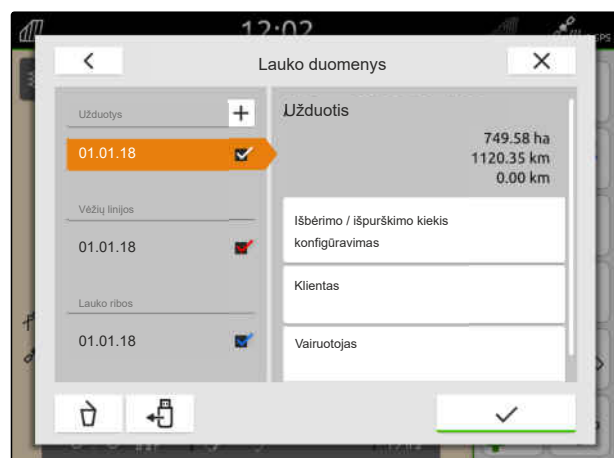 12:02
Lauko duomenys
Užduotys
01.01.18
Vėžių linijos
01.01.18
Lauko ribos
01.01.18
Užduotis
749.58 ha
1120.35 km
0.00 km
Išbėrimo / išpurškimo kiekis
konfigūravimas
Klientas
Vairuotojas